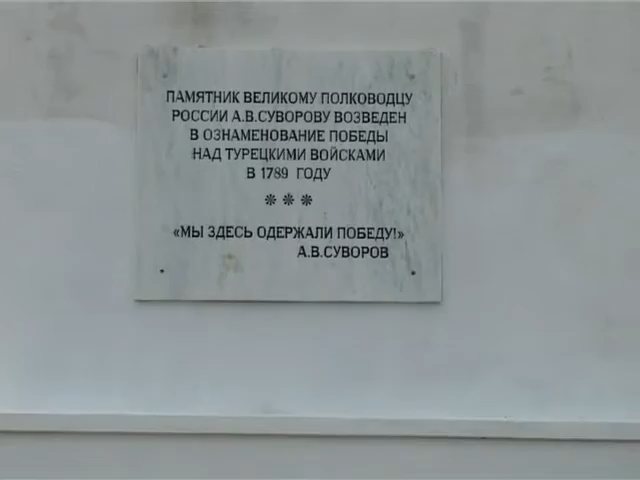 ПАМЯТНИК ВЕЛИКОМУ ПОЛКОВОДЦУ
РОССИИ А.В.СУВОРОВУ ВОЗВЕДЕН
В ОЗНАМЕНОВАНИЕ ПОБЕДЫ
НАД ТУРЕЦКИМИ ВОЙСКАМИ
В 1789 ГОДУ
* * *
«МЫ ЗДЕСЬ ОДЕРЖАЛИ ПОБЕДУ!»
А.В.СУВОРОВ